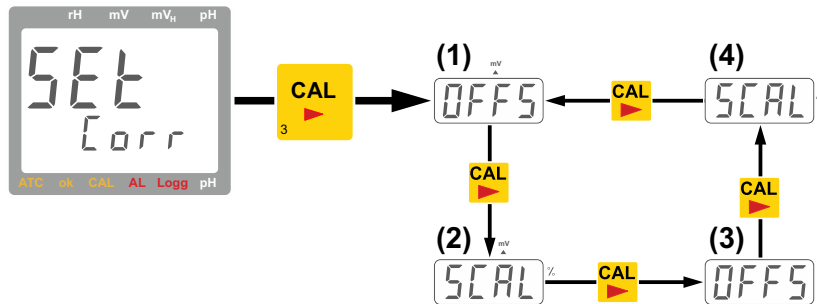 rH mV mVH pH
SEt
Corr
ATC ok CAL AL Logg pH
CAL
3
(1)
mV
OFFS
CAL
(4)
SCAL
CAL
CAL
(2)
mV
SCAL %
CAL
(3)
OFFS